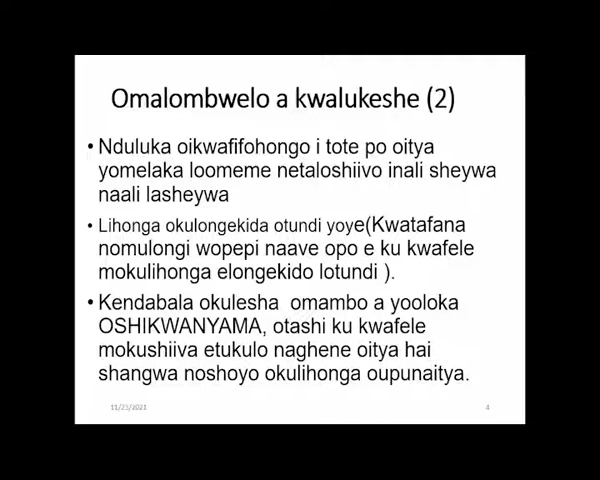 Omalombwelo a kwalukeshe (2)
• Nduluka oikwafifohongo i tote po oitya
yomelaka loomeme netaloshiivo inali sheywa
naali lasheywa
• Lihonga okulongekida otundi yoye(Kwatafana
nomulongi wopepi naave opo e ku kwafele
mokulihonga elongekido lotundi ).
• Kendabala okulesha omambo a yooloka
OSHIKWANYAMA, otashi ku kwafele
mokushiiva etukulo naghene oitya hai
shangwa noshoyo okulihonga oupunaitya.
11/23/2021
4